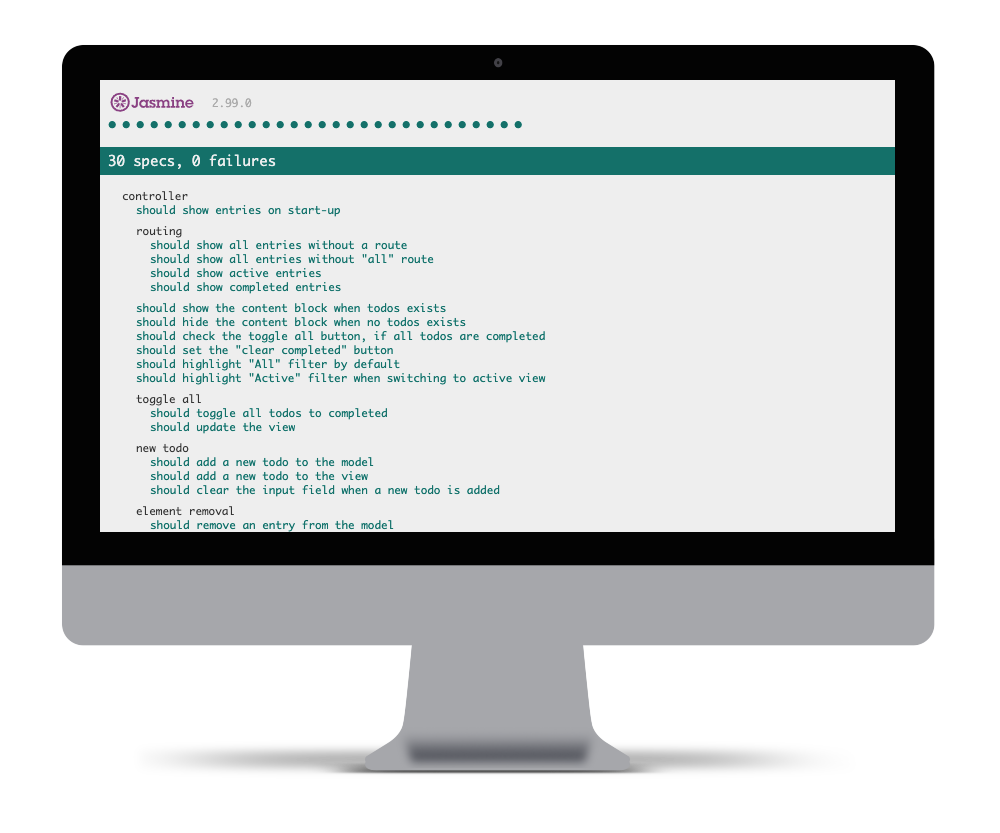 Jasmine 2.99.0
30 specs, 0 failures
controller
should show entries on start-up
routing
should show all entries without a route
should show all entries without "all" route
should show active entries
should show completed entries
should show the content block when todos exists
should hide the content block when no todos exists
should check the toggle all button, if all todos are completed
should set the "clear completed" button
should highlight "All" filter by default
should highlight "Active" filter when switching to active view
toggle all
should toggle all todos to completed
should update the view
new todo
should add a new todo to the model
should add a new todo to the view
should clear the input field when a new todo is added
element removal
should remove an entry from the model